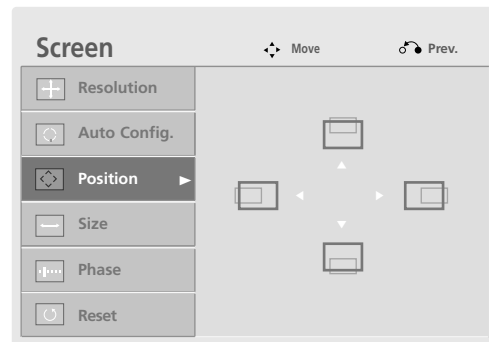 Screen Move Prev.
Resolution
Auto Config.
Position
Size
Phase
Reset